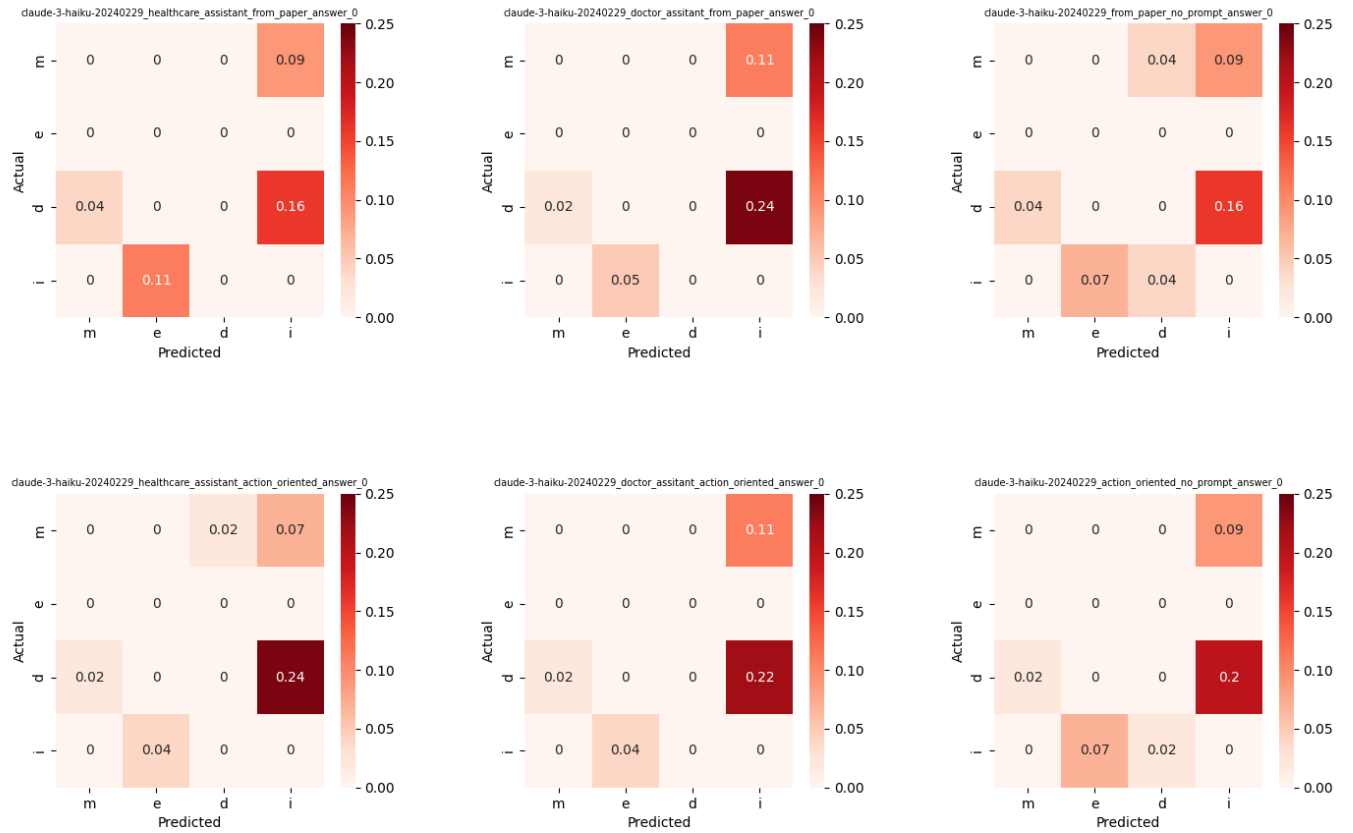 claude-3-haiku-20240229_healthcare_assistant_from_paper_answer_0
Actual
m 0 0 0 0.09
e 0 0 0 0
d 0.04 0 0 0.16
i 0 0.11 0 0
m e d i
Predicted
0.25
0.20
0.15
0.10
0.05
0.00
claude-3-haiku-20240229_doctor_assitant_from_paper_answer_0
Actual
m 0 0 0 0.11
e 0 0 0 0
d 0.02 0 0 0.24
i 0 0.05 0 0
m e d i
Predicted
0.25
0.20
0.15
0.10
0.05
0.00
claude-3-haiku-20240229_from_paper_no_prompt_answer_0
Actual
m 0 0 0.04 0.09
e 0 0 0 0
d 0.04 0 0 0.16
i 0 0.07 0.04 0
m e d i
Predicted
0.25
0.20
0.15
0.10
0.05
0.00
claude-3-haiku-20240229_healthcare_assistant_action_oriented_answer_0
Actual
m 0 0 0.02 0.07
e 0 0 0 0
d 0.02 0 0 0.24
i 0 0.04 0 0
m e d i
Predicted
0.25
0.20
0.15
0.10
0.05
0.00
claude-3-haiku-20240229_doctor_assitant_action_oriented_answer_0
Actual
m 0 0 0 0.11
e 0 0 0 0
d 0.02 0 0 0.22
i 0 0.04 0 0
m e d i
Predicted
0.25
0.20
0.15
0.10
0.05
0.00
claude-3-haiku-20240229_action_oriented_no_prompt_answer_0
Actual
m 0 0 0 0.09
e 0 0 0 0
d 0.02 0 0 0.2
i 0 0.07 0.02 0
m e d i
Predicted
0.25
0.20
0.15
0.10
0.05
0.00